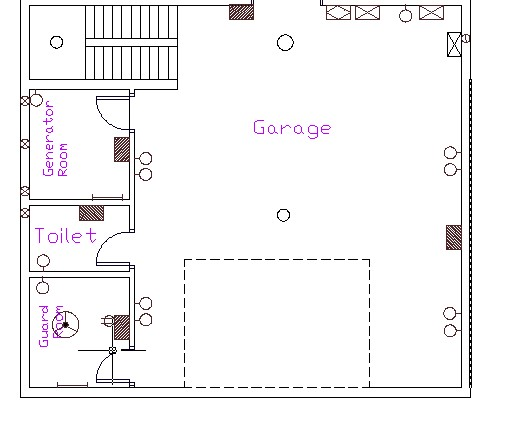 Garage
Generator
Room
Toilet
Guard
Room